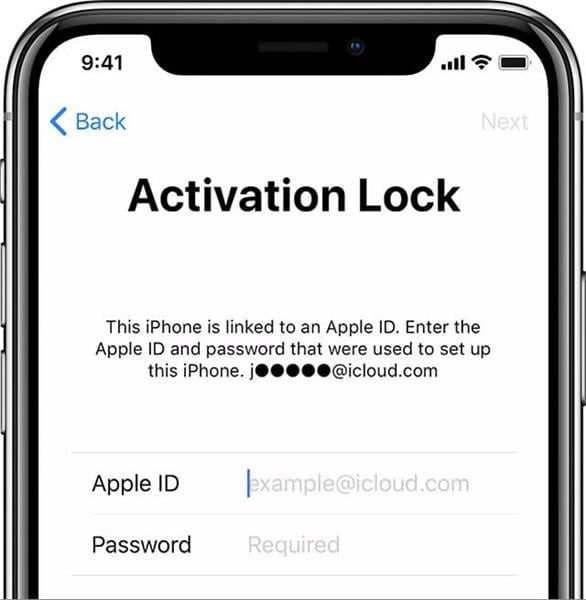 9:41
Back
Next
Activation Lock
This iPhone is linked to an Apple ID. Enter the
Apple ID and password that were used to set up
this iPhone. j●●●●●@icloud.com
Apple ID example@icloud.com
Password Required